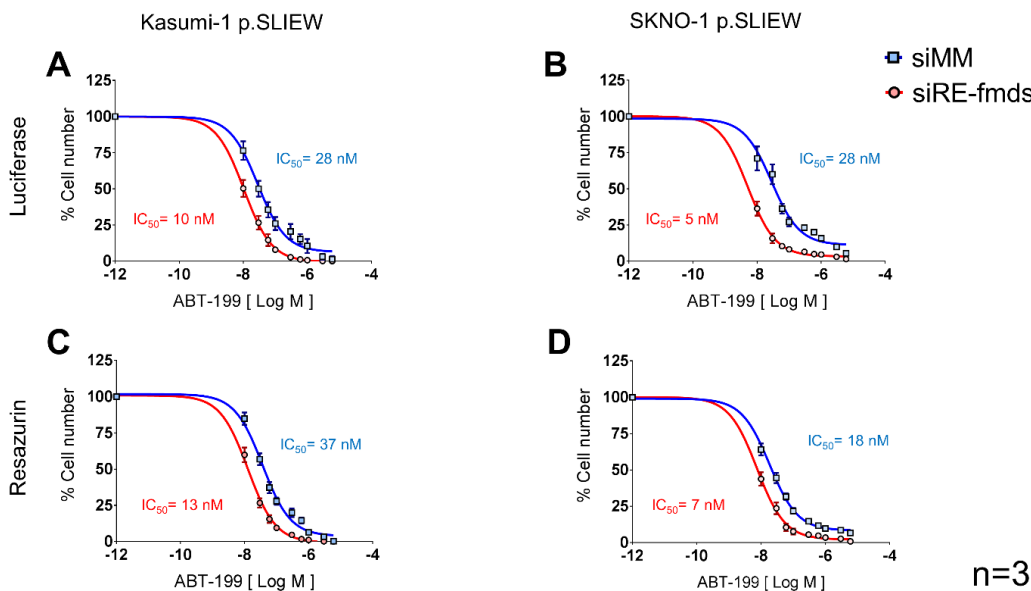 Kasumi-1 p.SLIEW
SKNO-1 p.SLIEW
siMM
siRE-fmds
Luciferase
A
% Cell number
125
100
75
50
25
0
IC50= 28 nM
IC50= 10 nM
-12 -10 -8 -6 -4
ABT-199 [ Log M ]
B
% Cell number
125
100
75
50
25
0
IC50= 28 nM
IC50= 5 nM
-12 -10 -8 -6 -4
ABT-199 [ Log M ]
Resazurin
C
% Cell number
125
100
75
50
25
0
IC50= 37 nM
IC50= 13 nM
-12 -10 -8 -6 -4
ABT-199 [ Log M ]
D
% Cell number
125
100
75
50
25
0
IC50= 18 nM
IC50= 7 nM
-12 -10 -8 -6 -4
ABT-199 [ Log M ]
n=3